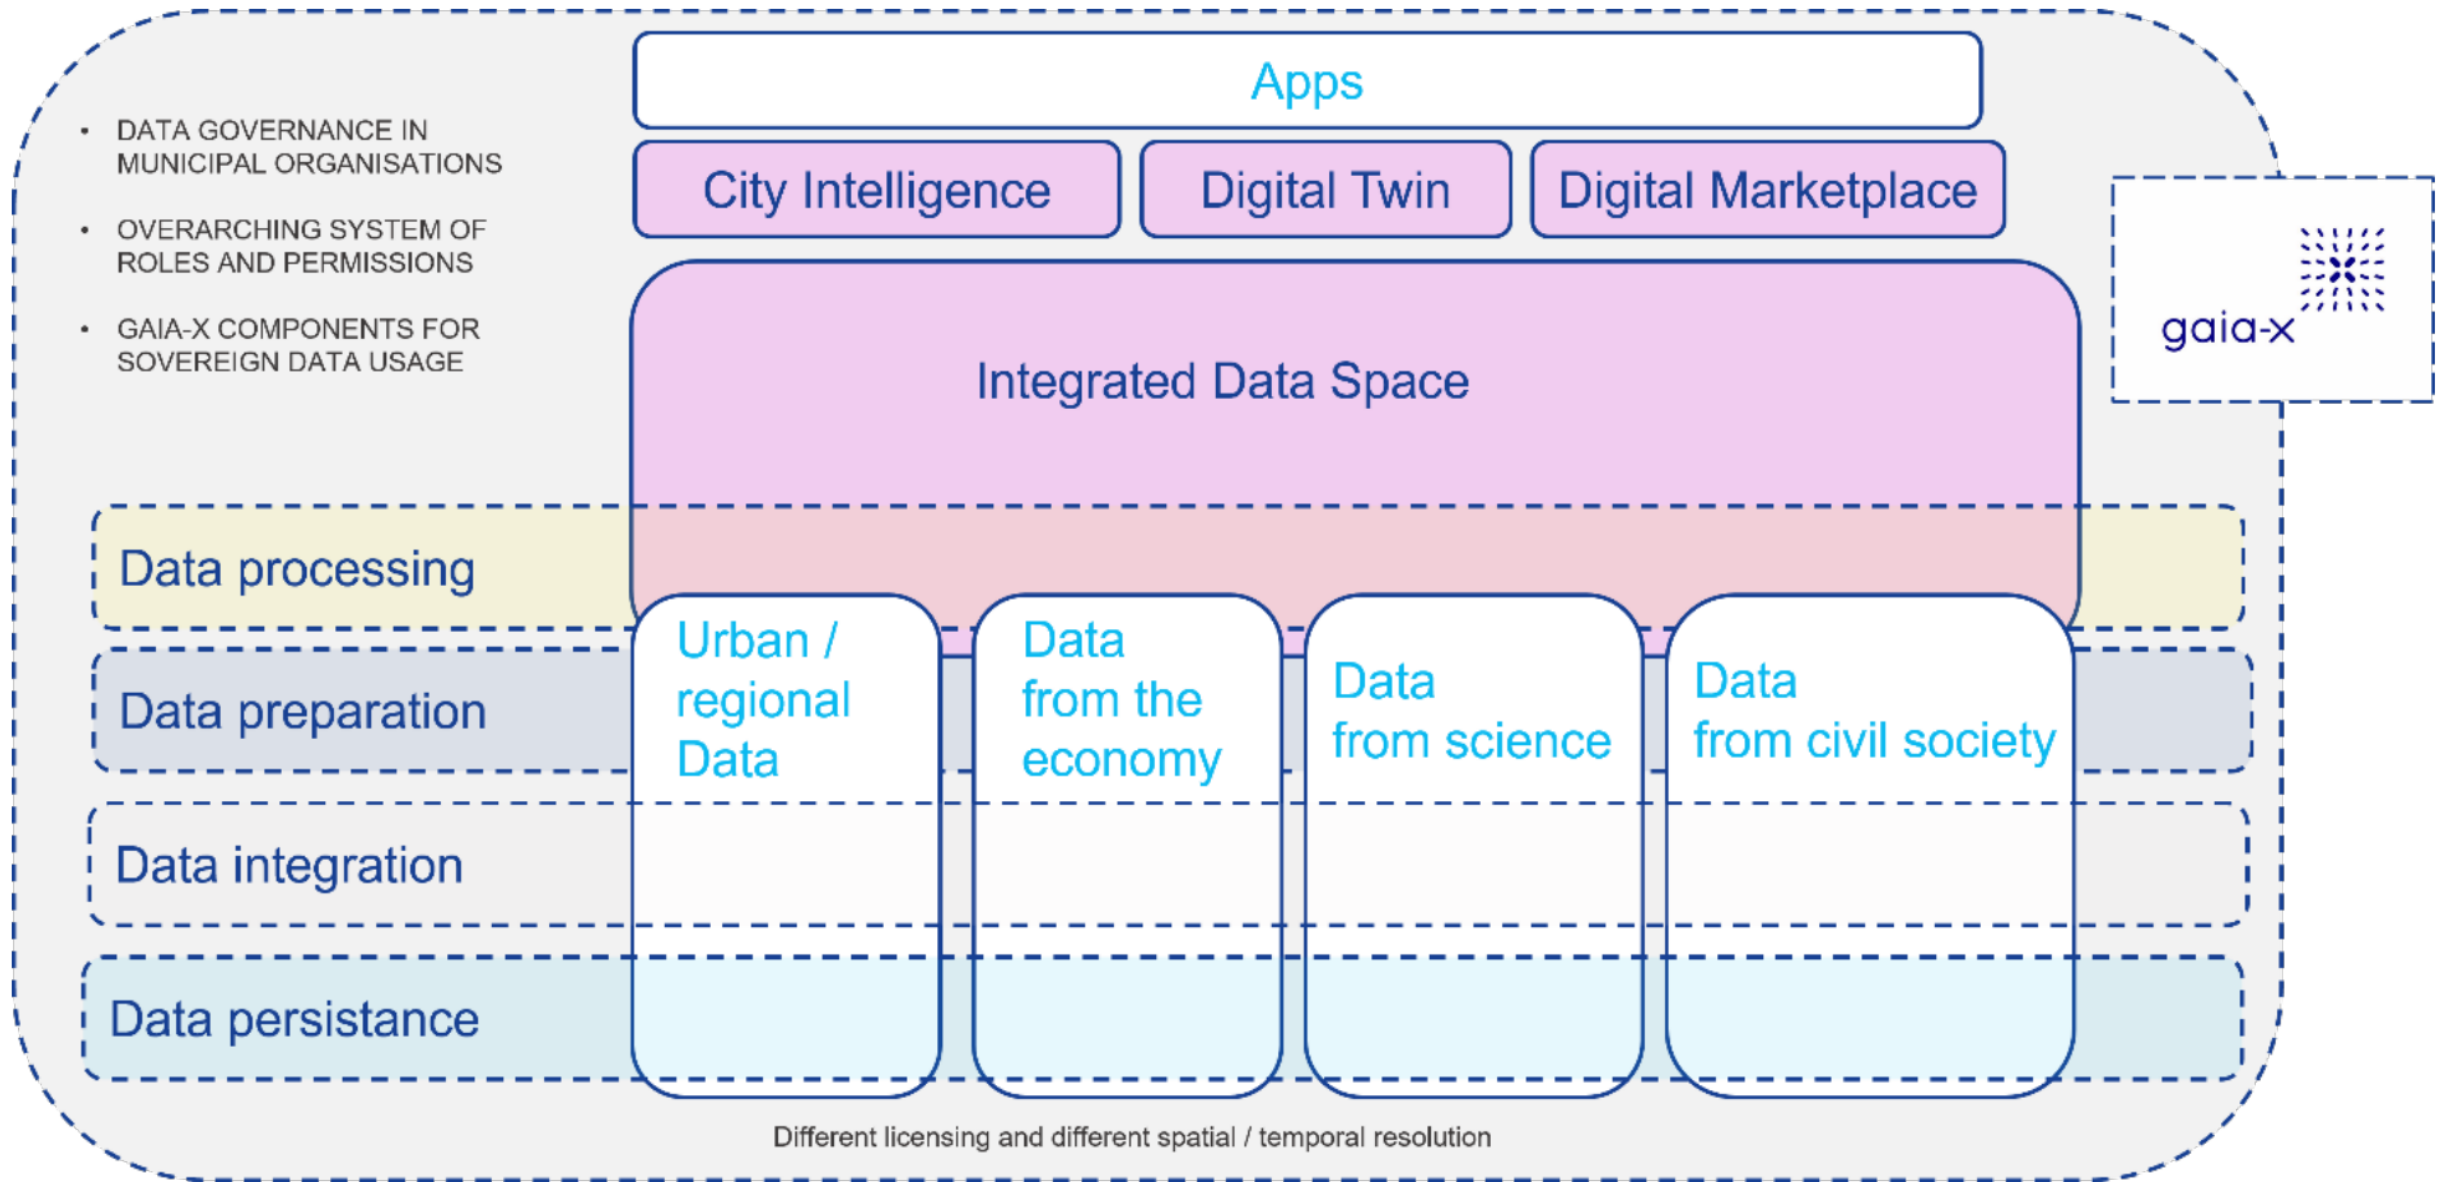 Apps
• DATA GOVERNANCE IN
MUNICIPAL ORGANISATIONS
• OVERARCHING SYSTEM OF
ROLES AND PERMISSIONS
• GAIA-X COMPONENTS FOR
SOVEREIGN DATA USAGE
City Intelligence
Digital Twin
Digital Marketplace
gaia-x
Integrated Data Space
Data processing
Data preparation
Data integration
Data persistance
Urban /
regional
Data
Data
from the
economy
Data
from science
Data
from civil society
Different licensing and different spatial / temporal resolution